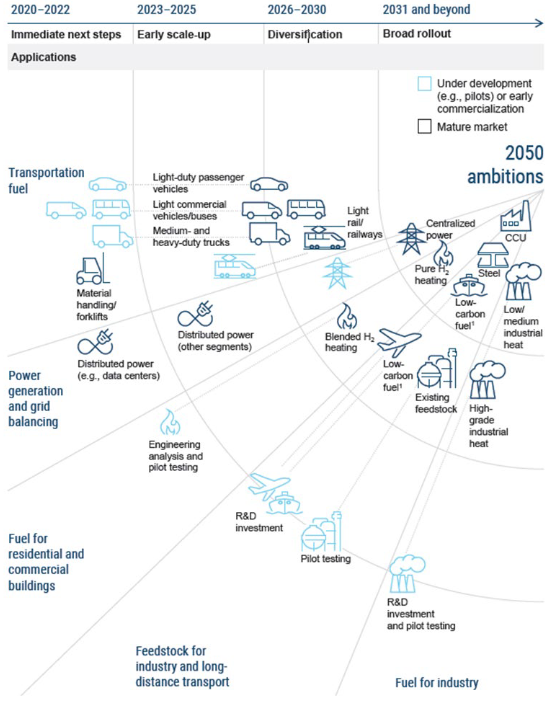 2020–2022
2023–2025
2026–2030
2031 and beyond
Immediate next steps
Early scale-up
Diversification
Broad rollout
Applications
Under development
(e.g., pilots) or early
commercialization
Mature market
2050
ambitions
Transportation
fuel
Light-duty passenger
vehicles
Light commercial
vehicles/buses
Medium- and
heavy-duty trucks
Light
rail/
railways
Centralized
power
CCU
Pure H₂
heating
Steel
Material
handling/
forklifts
Low-
carbon
fuel¹
Low/
medium
industrial
heat
Distributed power
(other segments)
Blended H₂
heating
Distributed power
(e.g., data centers)
Low-
carbon
fuel¹
Existing
feedstock
High-
grade
industrial
heat
Power
generation
and grid
balancing
Engineering
analysis and
pilot testing
R&D
investment
Pilot testing
Fuel for
residential and
commercial
buildings
R&D
investment
and pilot testing
Feedstock for
industry and long-
distance transport
Fuel for industry